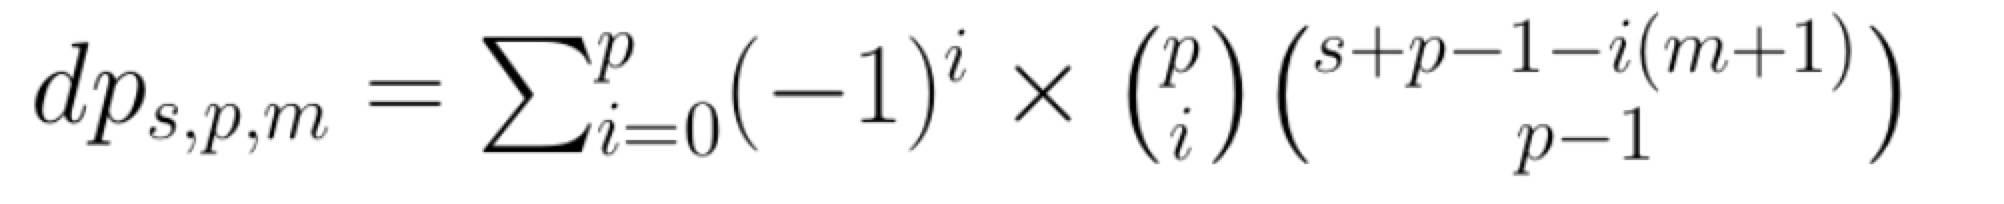 dp_{s,p,m} = \sum_{i=0}^{p} (-1)^i \times \binom{p}{i} \binom{s+p-1-i(m+1)}{p-1}